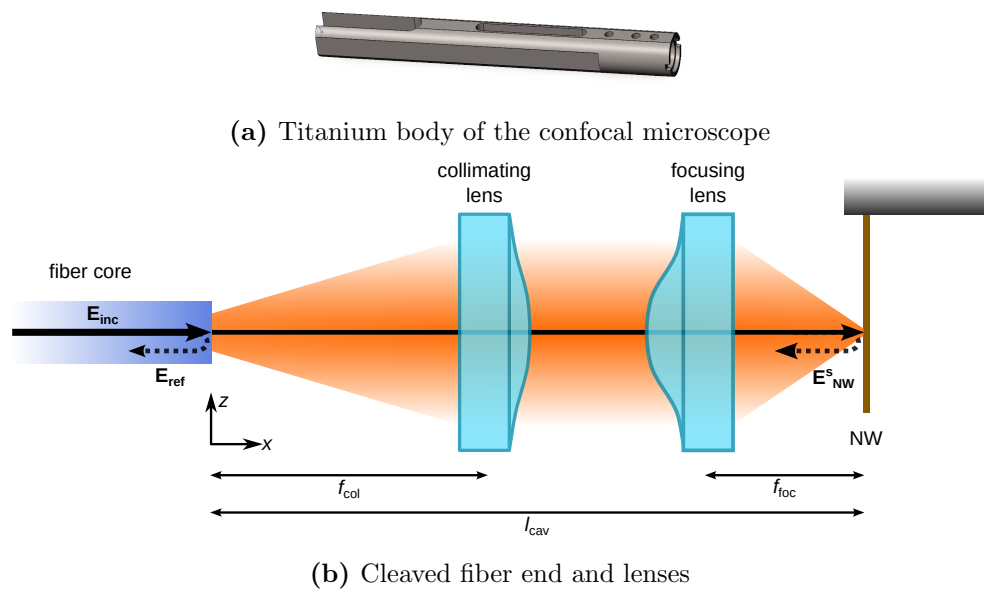 (a) Titanium body of the confocal microscope
collimating
lens
focusing
lens
fiber core
E_inc
E_ref
E^s_NW
z
x
NW
f_col
f_foc
l_cav
(b) Cleaved fiber end and lenses